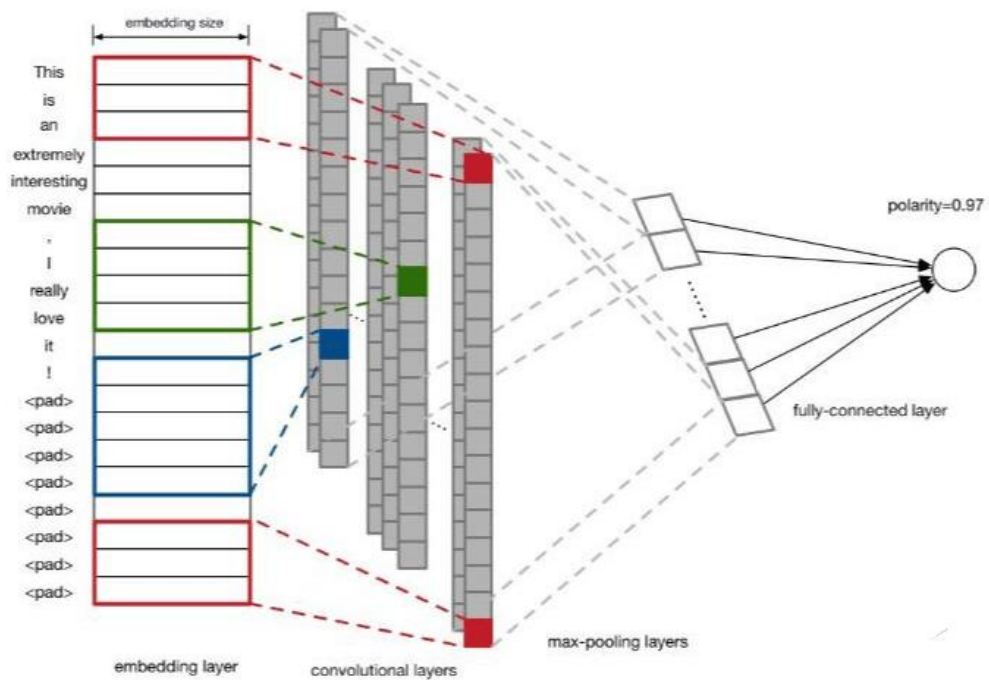 embedding size
This
is
an
extremely
interesting
movie
,
I
really
love
it
!
<pad>
<pad>
<pad>
<pad>
<pad>
<pad>
<pad>
<pad>
polarity=0.97
fully-connected layer
max-pooling layers
convolutional layers
embedding layer